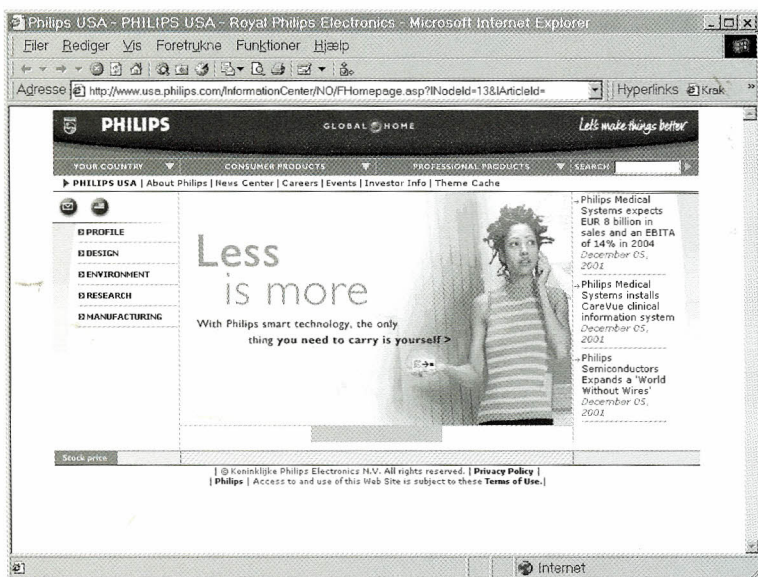 Philips USA - PHILIPS USA - Royal Philips Electronics - Microsoft Internet Explorer
Filer Rediger Vis Foretrukne Funktioner Hjælp
Adresse http://www.usa.philips.com/InformationCenter/NO/FHomepage.asp?lNodeId=13&lArticleId= Hyperlinks Krak »
PHILIPS GLOBAL HOME Let's make things better
YOUR COUNTRY CONSUMER PRODUCTS PROFESSIONAL PRODUCTS SEARCH
PHILIPS USA | About Philips | News Center | Careers | Events | Investor Info | Theme Cache
PROFILE
DESIGN
ENVIRONMENT
RESEARCH
MANUFACTURING
Less
is more
With Philips smart technology, the only
thing you need to carry is yourself >
Philips Medical
Systems expects
EUR 8 billion in
sales and an EBITA
of 14% in 2004
December 05,
2001
Philips Medical
Systems installs
CareVue clinical
information system
December 05,
2001
Philips
Semiconductors
Expands a 'World
Without Wires'
December 05,
2001
Stock price
| © Koninklijke Philips Electronics N.V. All rights reserved. | Privacy Policy |
| Philips | Access to and use of this Web Site is subject to these Terms of Use. |
Internet